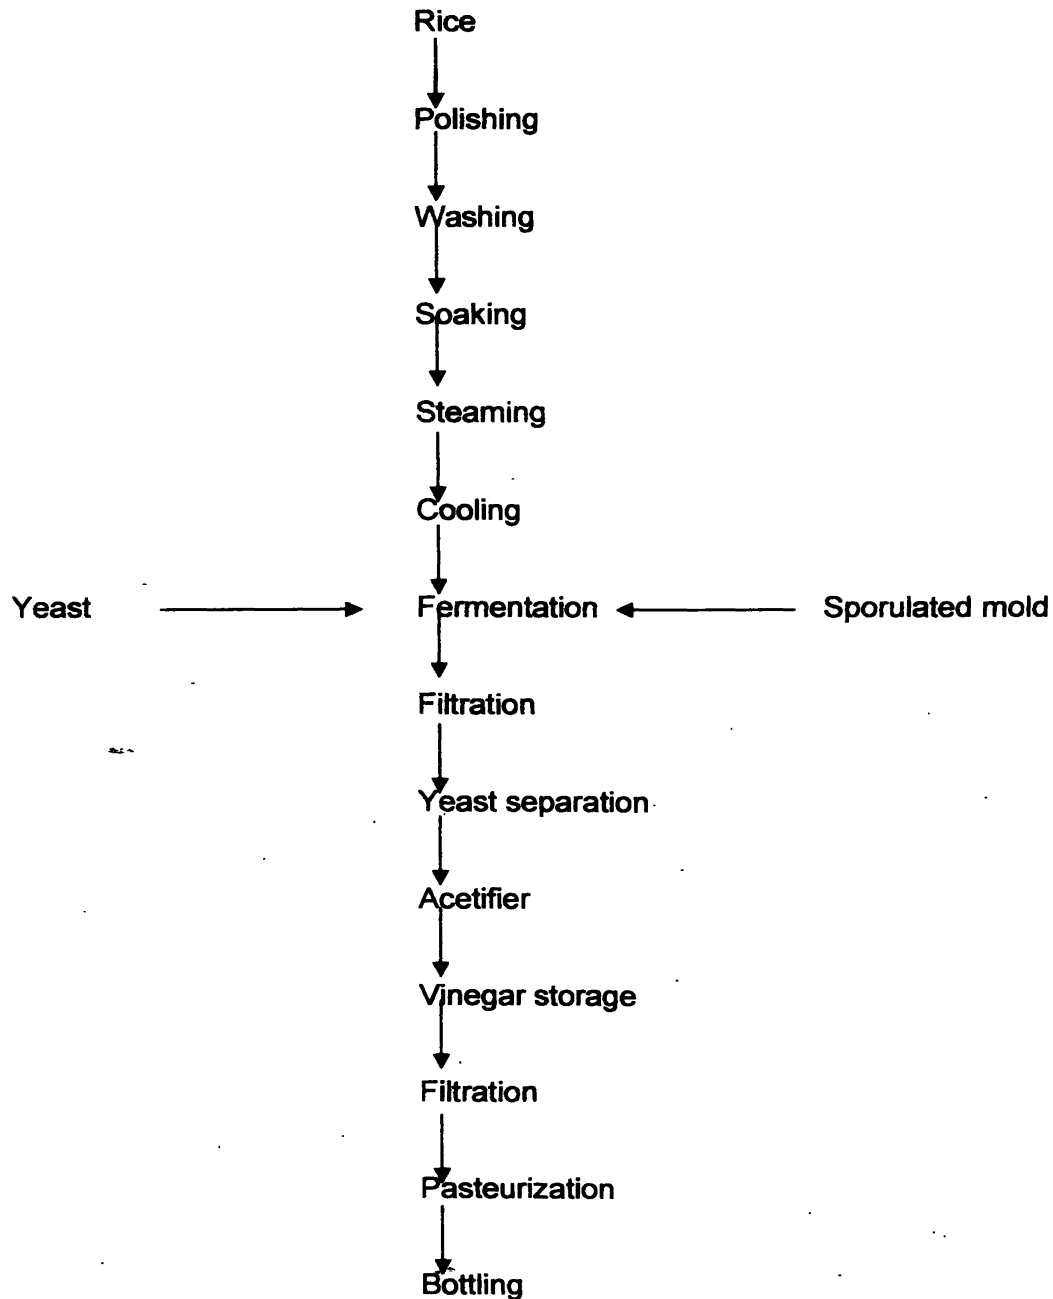 Rice
Polishing
Washing
Soaking
Steaming
Cooling
Yeast Fermentation Sporulated mold
Filtration
Yeast separation
Acetifier
Vinegar storage
Filtration
Pasteurization
Bottling